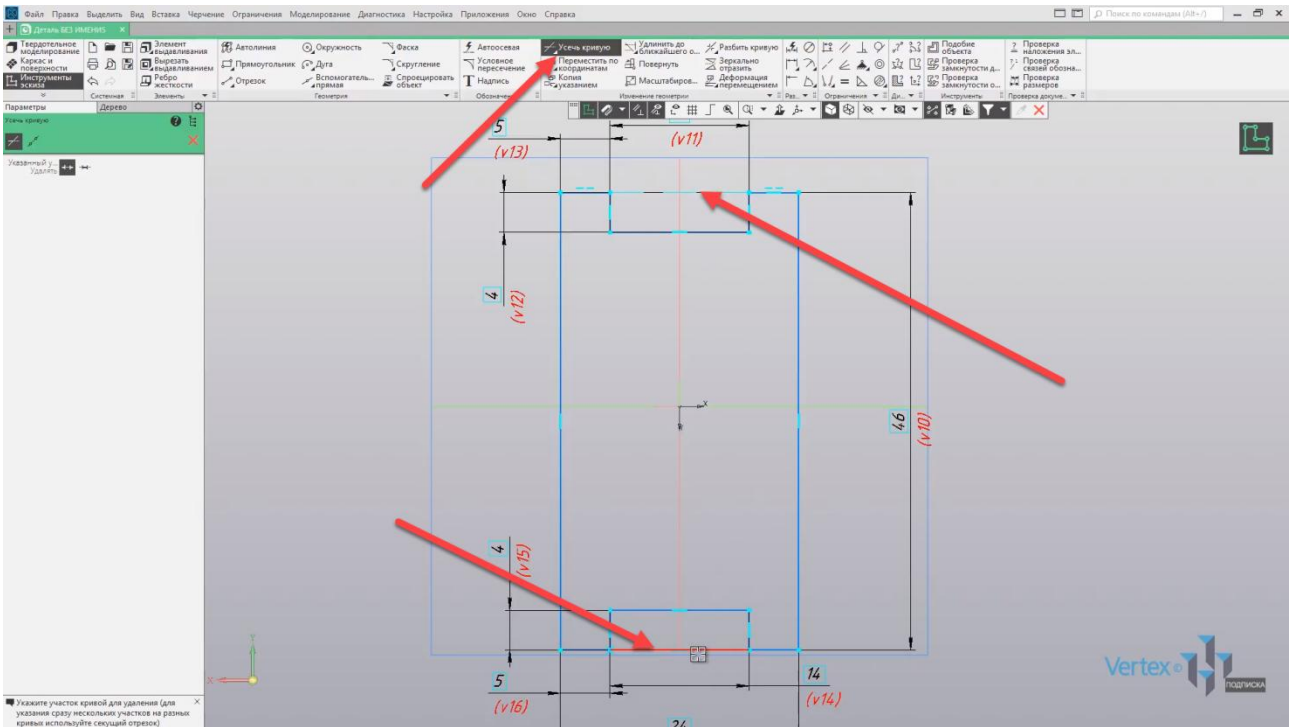 Файл Правка Выделить Вид Вставка Черчение Ограничения Моделирование Диагностика Настройка Приложения Окно Справка
Поиск по командам (Alt+/)
Деталь БЕЗ ИМЕНИ5
Твердотельное моделирование
Каркас и поверхности
Инструменты эскиза
Системная
Элемент выдавливания
Вырезать выдавливанием
Ребро жесткости
Элементы
Автолиния
Прямоугольник
Отрезок
Окружность
Дуга
Вспомогатель... прямая
Фаска
Скругление
Спроецировать объект
Геометрия
Автоосевая
Условное пересечение
Надпись
Обозначен...
Усечь кривую
Переместить по координатам
Копия указанием
Удлинить до ближайшего о...
Повернуть
Масштабиров...
Разбить кривую
Зеркально отразить
Деформация перемещением
Изменение геометрии
Раз...
Ограничения
Ди...
Подобие объекта
Проверка замкнутости д...
Проверка замкнутости о...
Инструменты
Проверка наложения эл...
Проверка связей обозна...
Проверка размеров
Проверка докуме...
Параметры
Дерево
Усечь кривую
Указанный у...
Удалять
5
(v13)
(v11)
4
(v12)
X
46
(v10)
4
(v15)
5
(v16)
14
(v14)
24
Y
X
Vertex
ПОДПИСКА
Укажите участок кривой для удаления (для
указания сразу нескольких участков на разных
кривых используйте секущий отрезок)